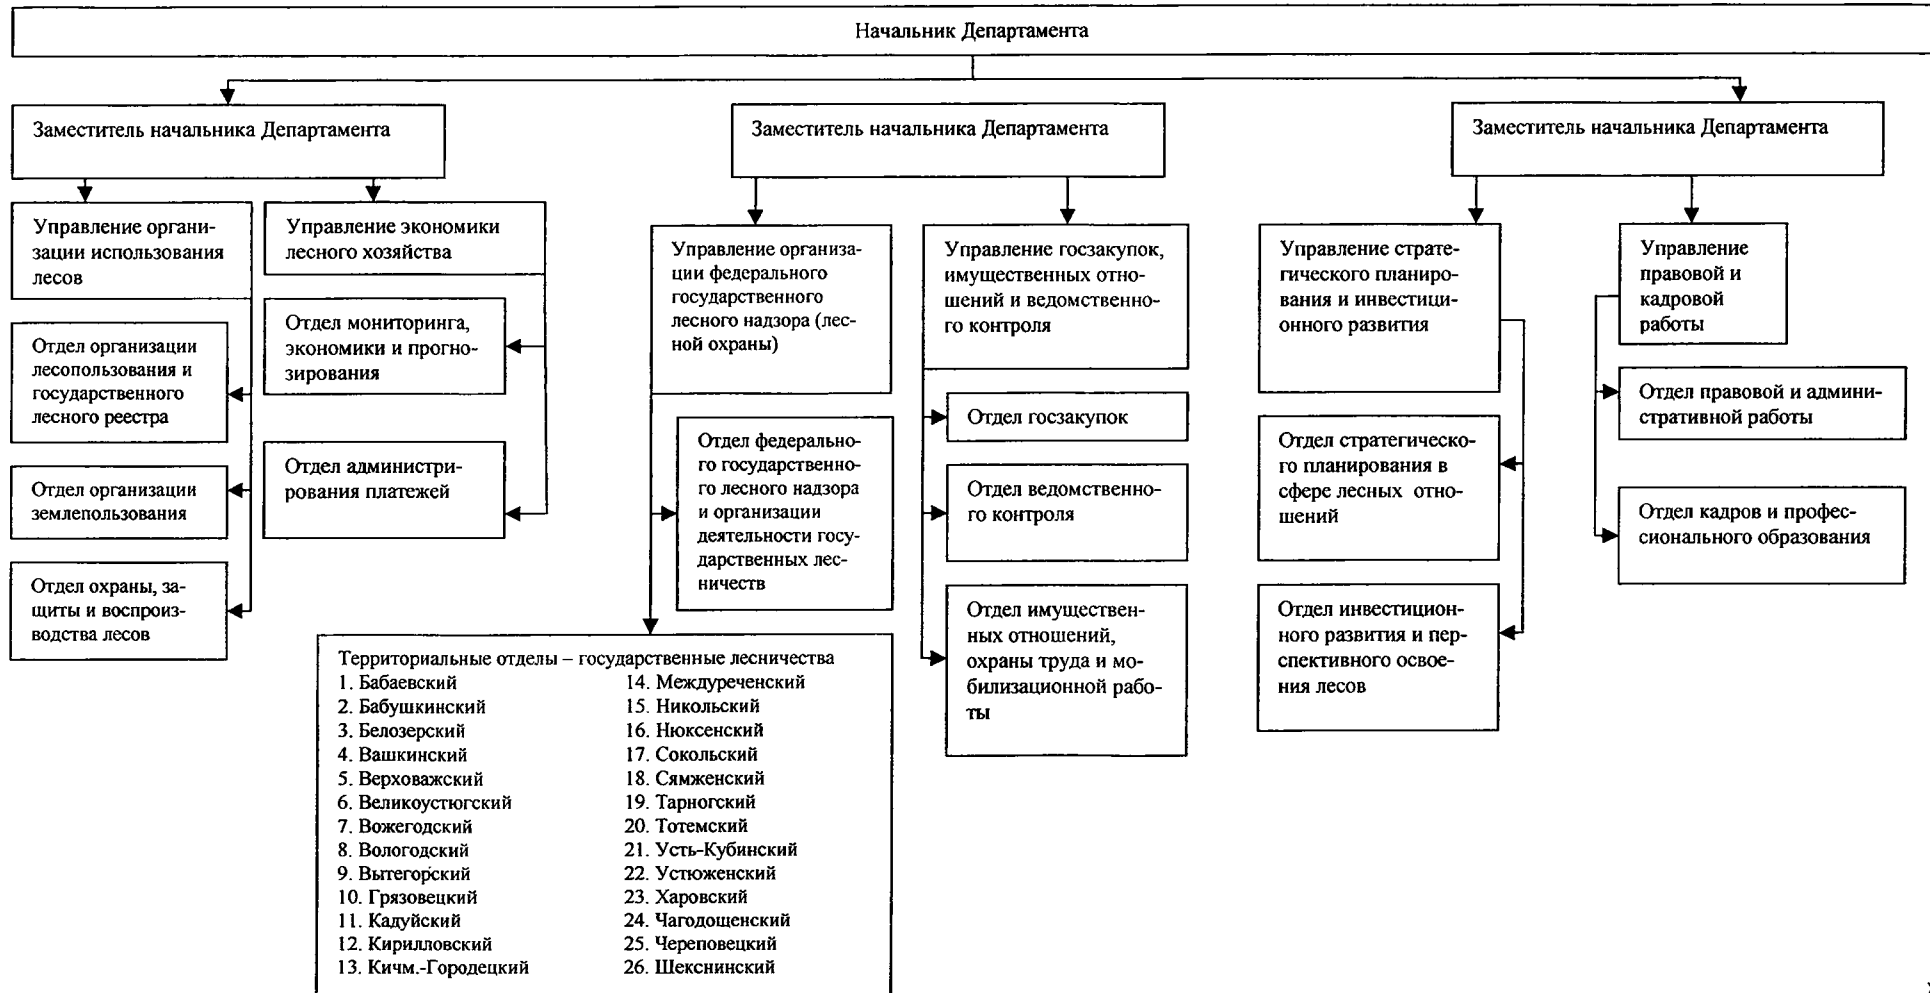 Начальник Департамента
Заместитель начальника Департамента
Заместитель начальника Департамента
Заместитель начальника Департамента
Управление органи-
зации использования
лесов
Управление экономики
лесного хозяйства
Управление организа-
ции федерального
государственного
лесного надзора (лес-
ной охраны)
Управление госзакупок,
имущественных отно-
шений и ведомственно-
го контроля
Управление страте-
гического планиро-
вания и инвестици-
онного развития
Управление
правовой и
кадровой
работы
Отдел организации
лесопользования и
государственного
лесного реестра
Отдел организации
землепользования
Отдел охраны, за-
щиты и воспроиз-
водства лесов
Отдел мониторинга,
экономики и прогно-
зирования
Отдел администри-
рования платежей
Отдел федерально-
го государственно-
го лесного надзора
и организации
деятельности госу-
дарственных лес-
ничеств
Территориальные отделы – государственные лесничества
1. Бабаевский
2. Бабушкинский
3. Белозерский
4. Вашкинский
5. Верховажский
6. Великоустюгский
7. Вожегодский
8. Вологодский
9. Вытегорский
10. Грязовецкий
11. Кадуйский
12. Кирилловский
13. Кичм.-Городецкий
14. Междуреченский
15. Никольский
16. Нюксенский
17. Сокольский
18. Сямженский
19. Тарногский
20. Тотемский
21. Усть-Кубинский
22. Устюженский
23. Харовский
24. Чагодощенский
25. Череповецкий
26. Шекснинский
Отдел госзакупок
Отдел ведомственно-
го контроля
Отдел имуществен-
ных отношений,
охраны труда и мо-
билизационной рабо-
ты
Отдел стратегическо-
го планирования в
сфере лесных отно-
шений
Отдел инвестицион-
ного развития и пер-
спективного освое-
ния лесов
Отдел правовой и админи-
стративной работы
Отдел кадров и профес-
сионального образования